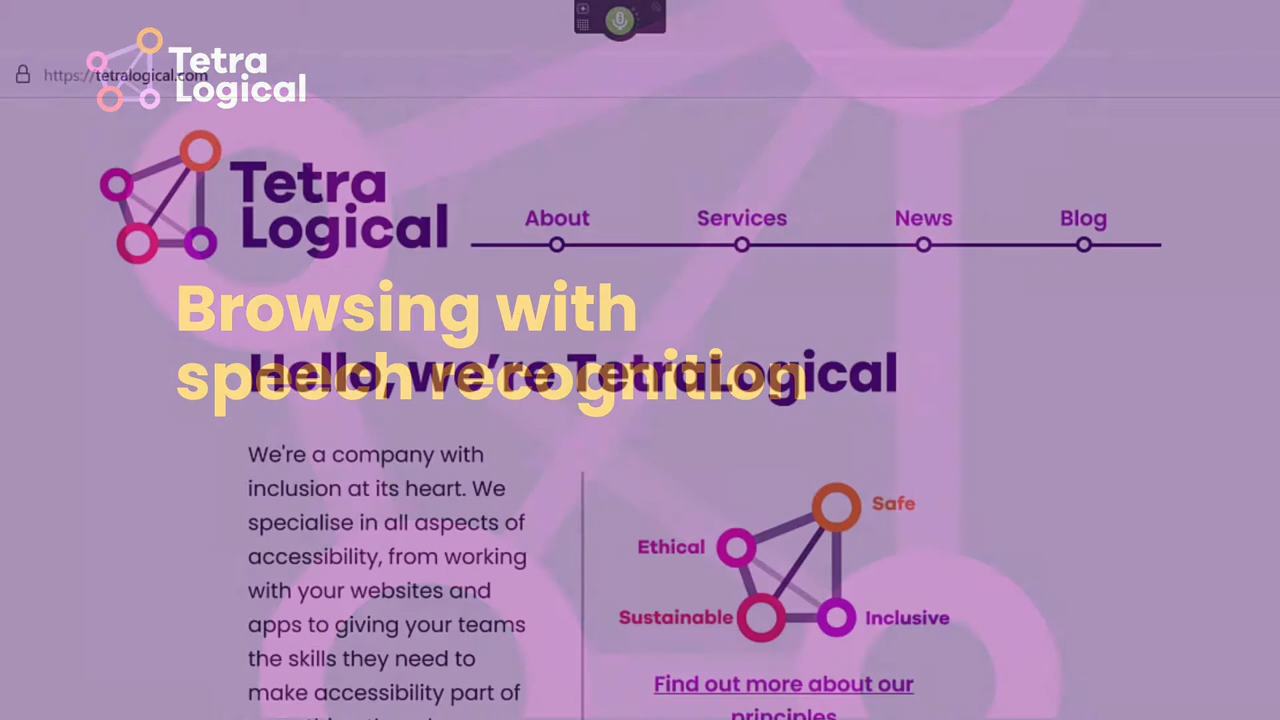 Tetra
Logical
https://tetralogical.com
Tetra
Logical
About
Services
News
Blog
Browsing with
speech recognition
Hello, we're TetraLogical
We're a company with
inclusion at its heart. We
specialise in all aspects of
accessibility, from working
with your websites and
apps to giving your teams
the skills they need to
make accessibility part of
Safe
Ethical
Sustainable
Inclusive
Find out more about our
principles